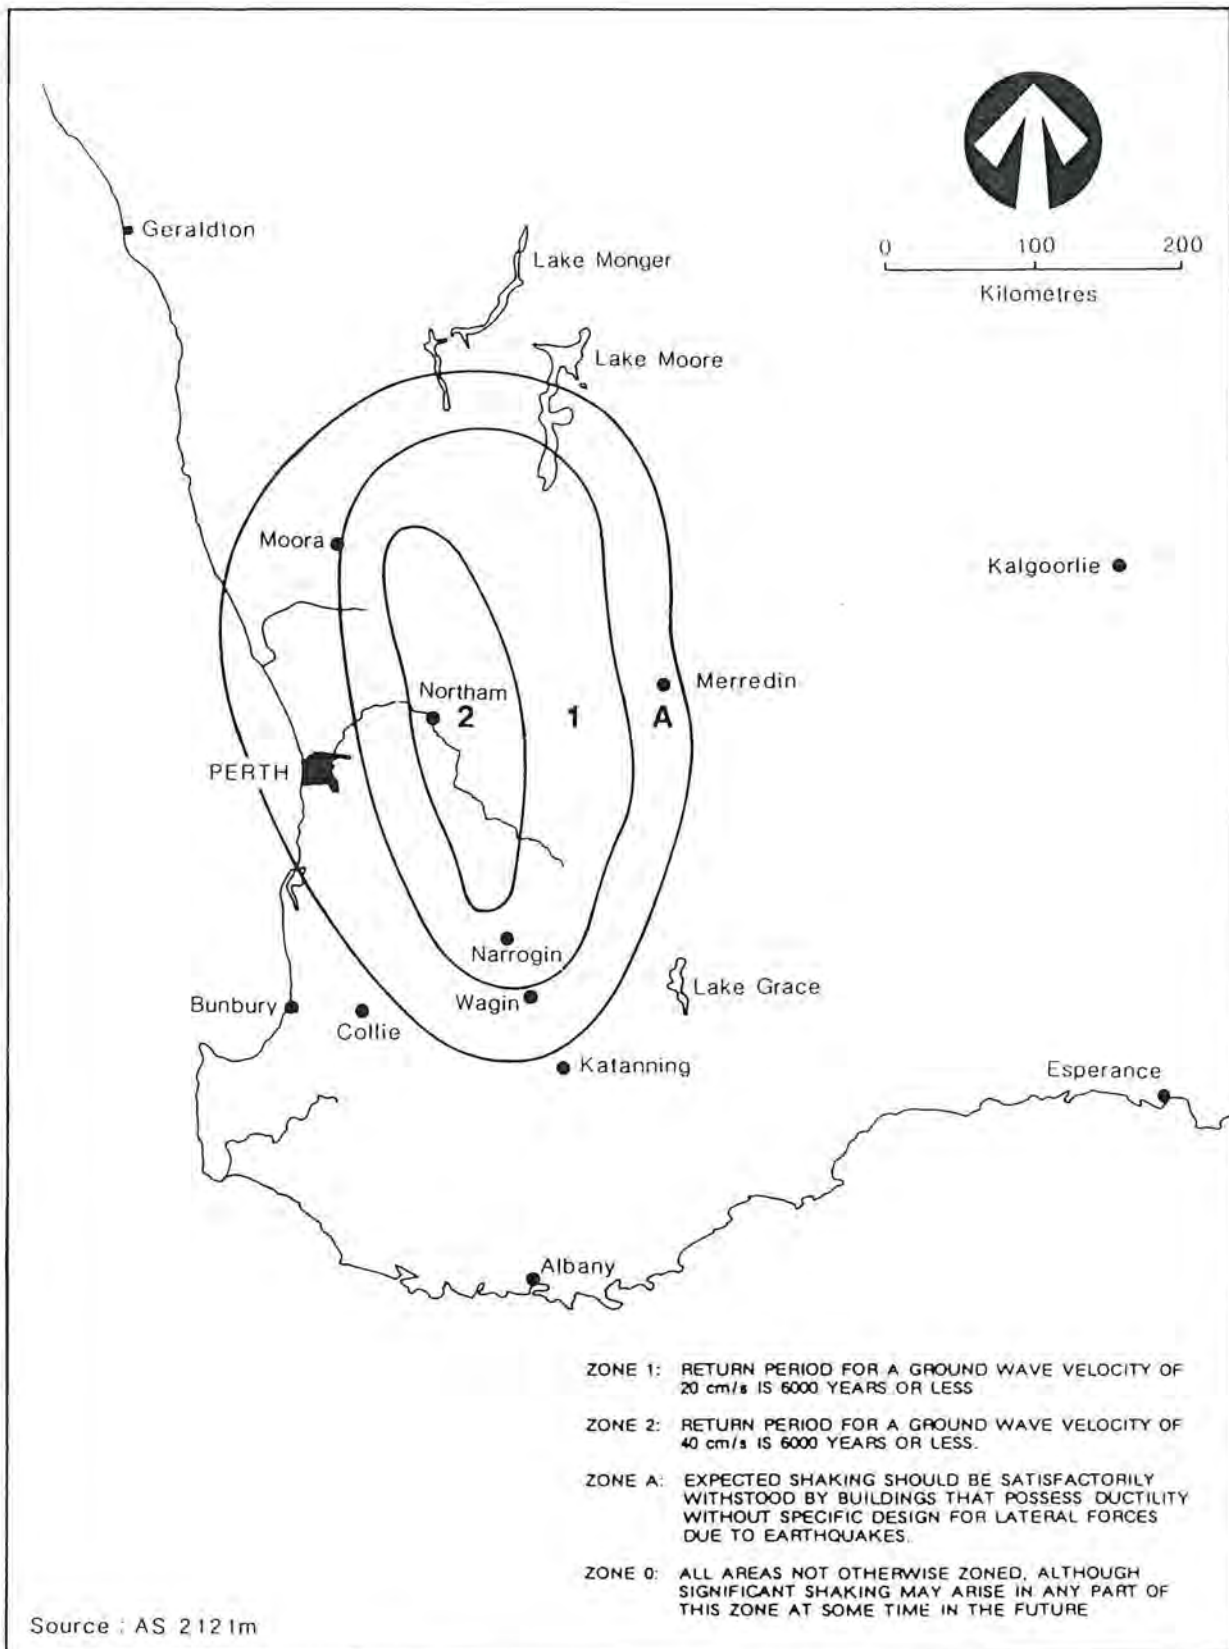 Geraldton
Lake Monger
0 100 200
Kilometres
Lake Moore
Moora
Kalgoorlie
Merredin
Northam
2 1 A
PERTH
Narrogin
Lake Grace
Wagin
Bunbury
Collie
Katanning
Esperance
Albany
ZONE 1: RETURN PERIOD FOR A GROUND WAVE VELOCITY OF
20 cm/s IS 6000 YEARS OR LESS
ZONE 2: RETURN PERIOD FOR A GROUND WAVE VELOCITY OF
40 cm/s IS 6000 YEARS OR LESS.
ZONE A: EXPECTED SHAKING SHOULD BE SATISFACTORILY
WITHSTOOD BY BUILDINGS THAT POSSESS DUCTILITY
WITHOUT SPECIFIC DESIGN FOR LATERAL FORCES
DUE TO EARTHQUAKES.
ZONE 0: ALL AREAS NOT OTHERWISE ZONED, ALTHOUGH
SIGNIFICANT SHAKING MAY ARISE IN ANY PART OF
THIS ZONE AT SOME TIME IN THE FUTURE
Source : AS 2121m